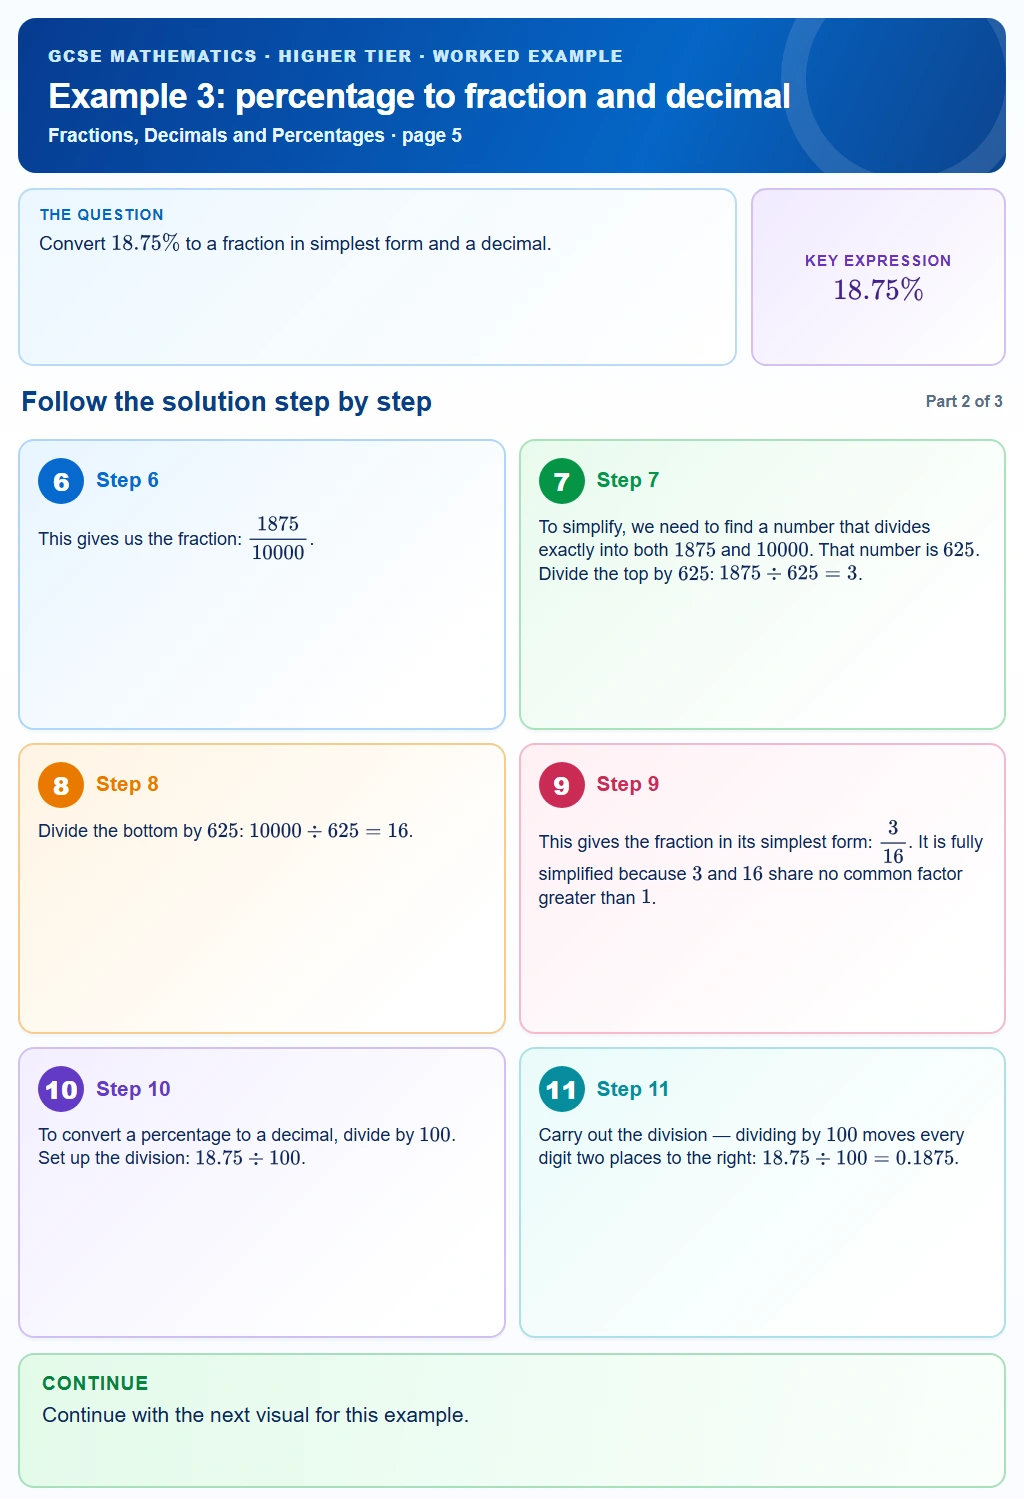 GCSE MATHEMATICS · HIGHER TIER · WORKED EXAMPLE
Example 3: percentage to fraction and decimal
Fractions, Decimals and Percentages · page 5
THE QUESTION
Convert 18.75% to a fraction in simplest form and a decimal.
KEY EXPRESSION
18.75%
Follow the solution step by step
Part 2 of 3
6 Step 6
This gives us the fraction: 1875/10000.
7 Step 7
To simplify, we need to find a number that divides
exactly into both 1875 and 10000. That number is 625.
Divide the top by 625: 1875 ÷ 625 = 3.
8 Step 8
Divide the bottom by 625: 10000 ÷ 625 = 16.
9 Step 9
This gives the fraction in its simplest form: 3/16. It is fully
simplified because 3 and 16 share no common factor
greater than 1.
10 Step 10
To convert a percentage to a decimal, divide by 100.
Set up the division: 18.75 ÷ 100.
11 Step 11
Carry out the division — dividing by 100 moves every
digit two places to the right: 18.75 ÷ 100 = 0.1875.
CONTINUE
Continue with the next visual for this example.